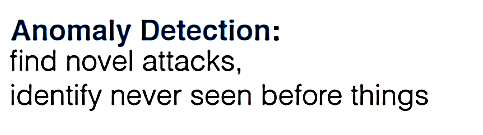 Anomaly Detection:
find novel attacks,
identify never seen before things